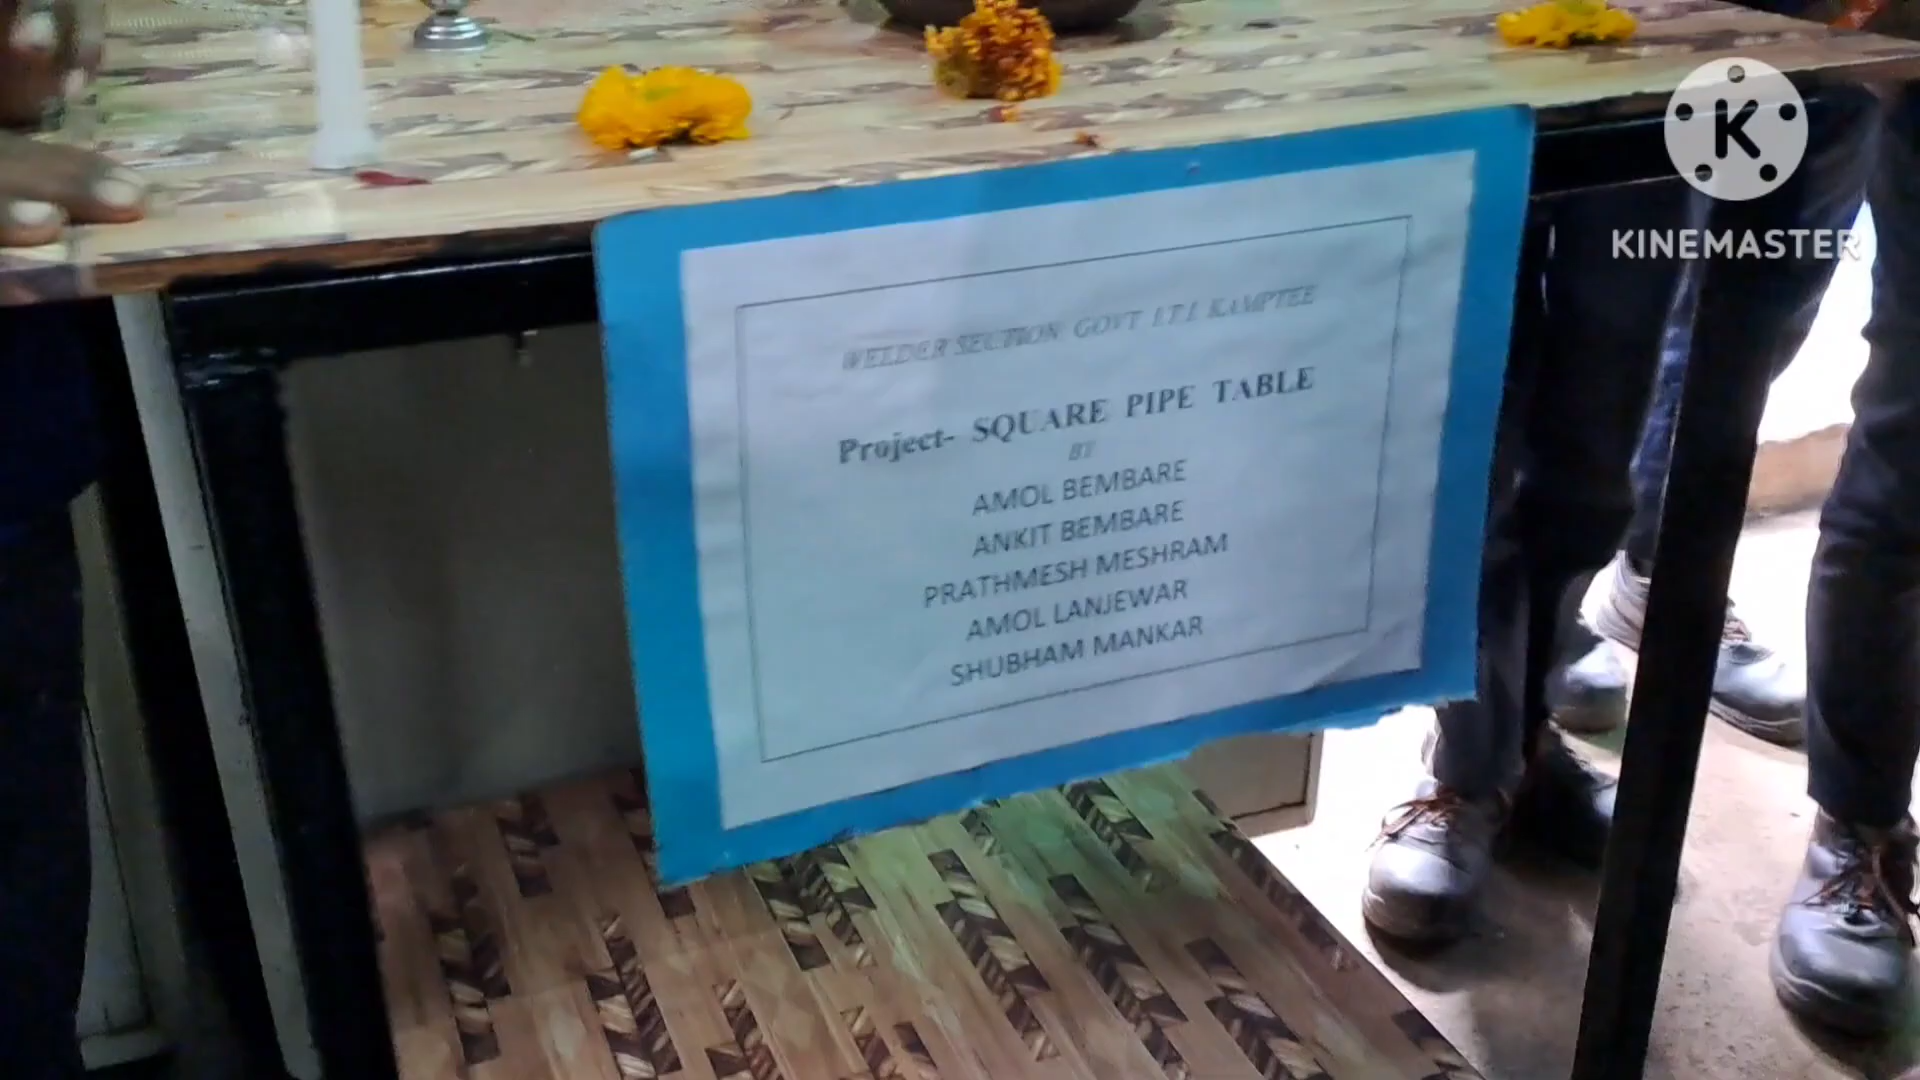 WELDER SECTION GOVT I.T.I. KAMPTEE
Project- SQUARE PIPE TABLE
BY
AMOL BEMBARE
ANKIT BEMBARE
PRATHMESH MESHRAM
AMOL LANJEWAR
SHUBHAM MANKAR
K
KINEMASTER